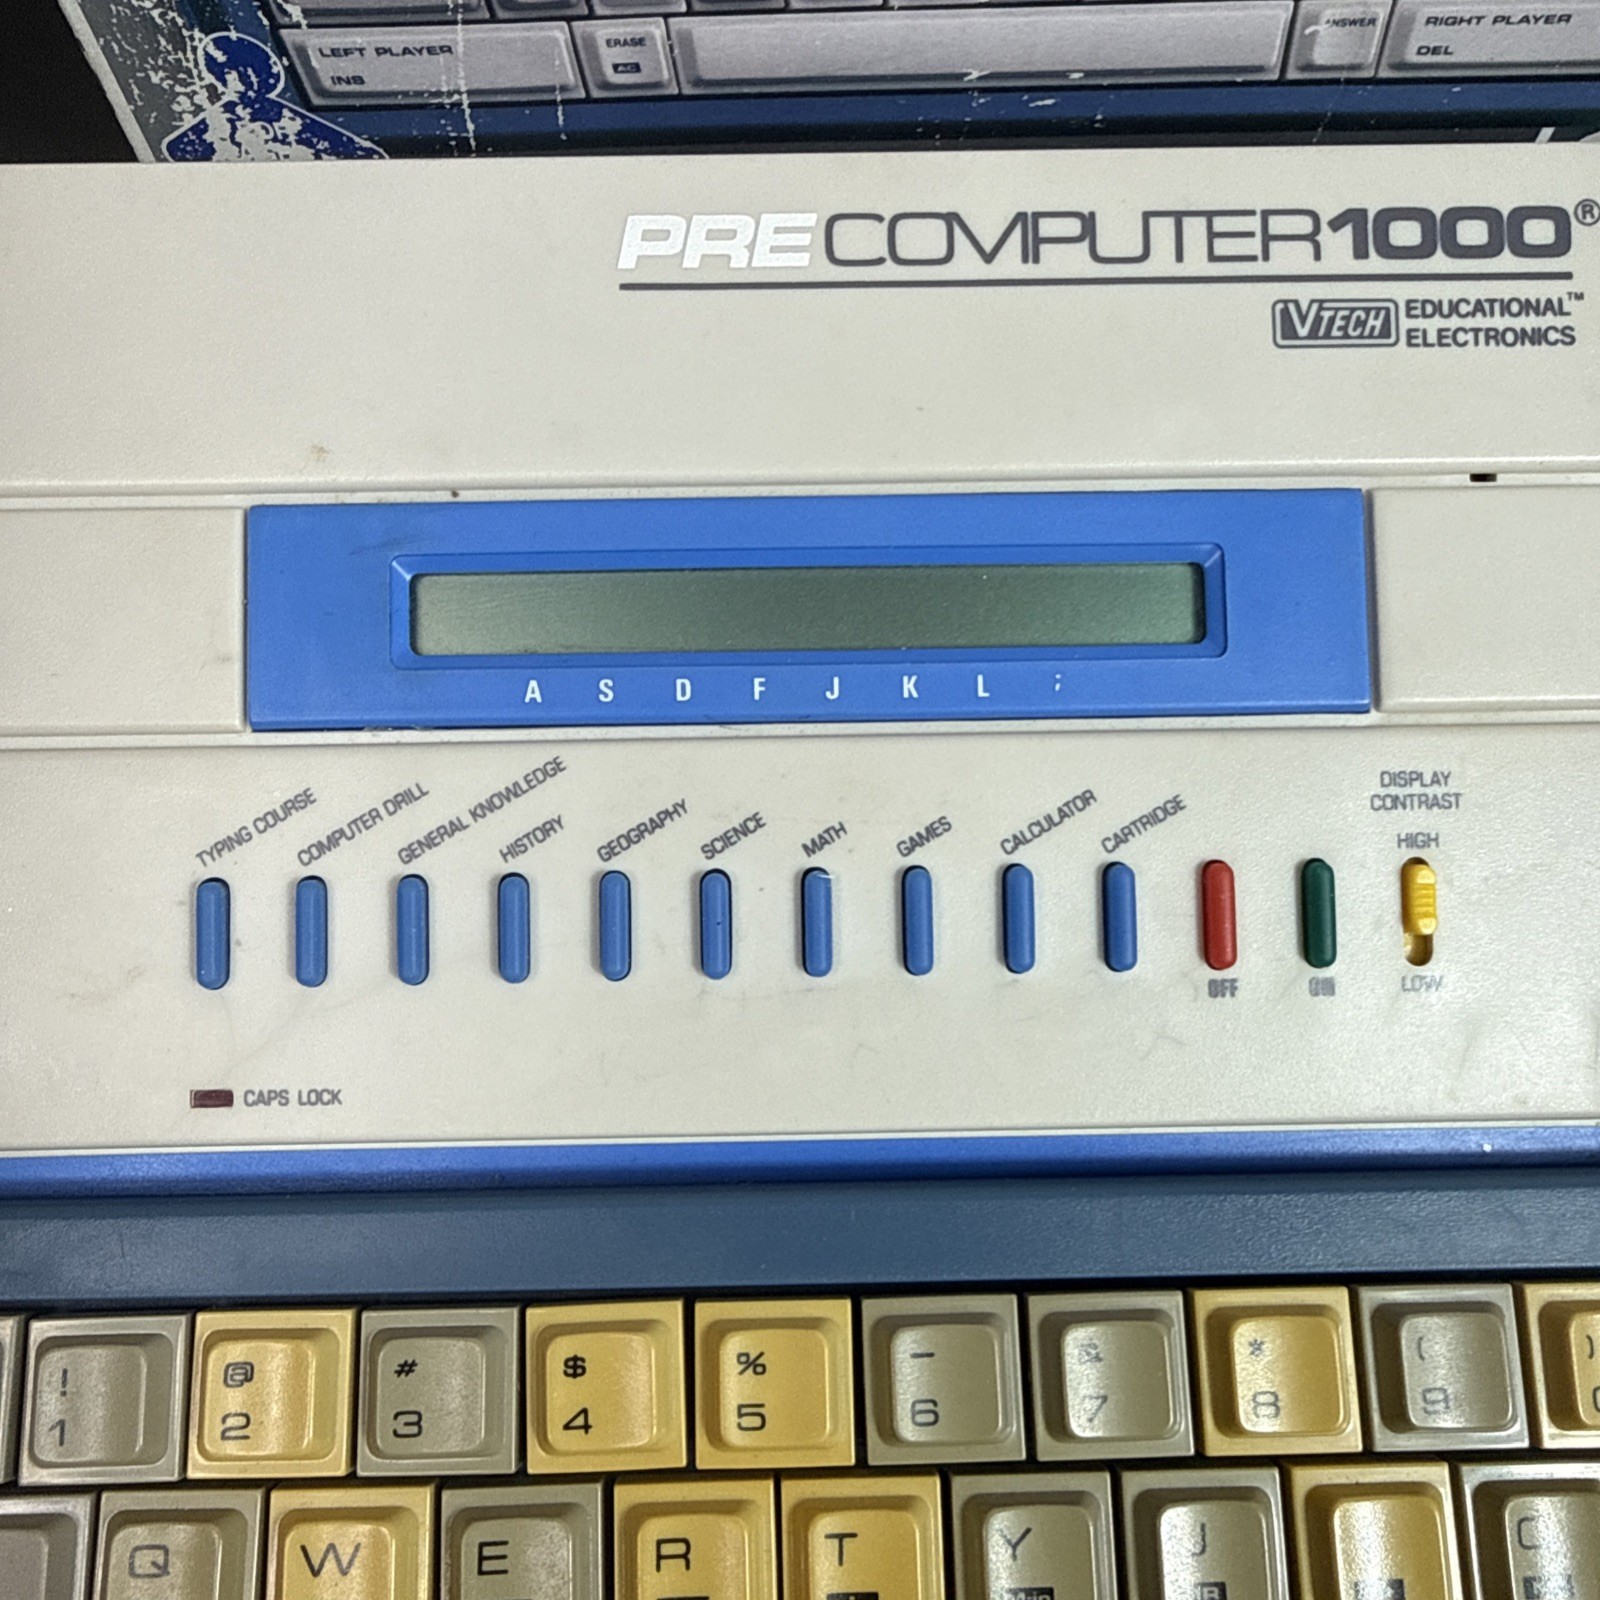 LEFT PLAYER
INS
ERASE
AC
ANSWER
RIGHT PLAYER
DEL
PRECOMPUTER1000®
VTECH EDUCATIONAL™
ELECTRONICS
A S D F J K L ;
TYPING COURSE
COMPUTER DRILL
GENERAL KNOWLEDGE
HISTORY
GEOGRAPHY
SCIENCE
MATH
GAMES
CALCULATOR
CARTRIDGE
DISPLAY
CONTRAST
HIGH
OFF
ON
LOW
CAPS LOCK
! @ # $ % — & * ( )
1 2 3 4 5 6 7 8 9
Q W E R T Y